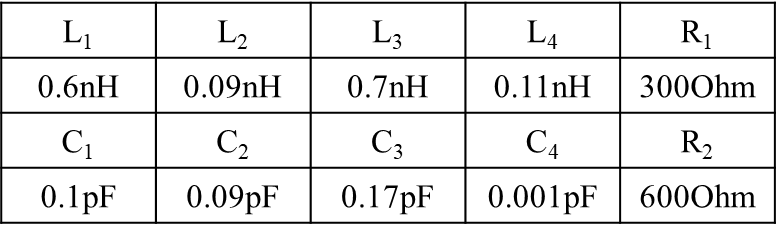 L₁ L₂ L₃ L₄ R₁
0.6nH 0.09nH 0.7nH 0.11nH 300Ohm
C₁ C₂ C₃ C₄ R₂
0.1pF 0.09pF 0.17pF 0.001pF 600Ohm